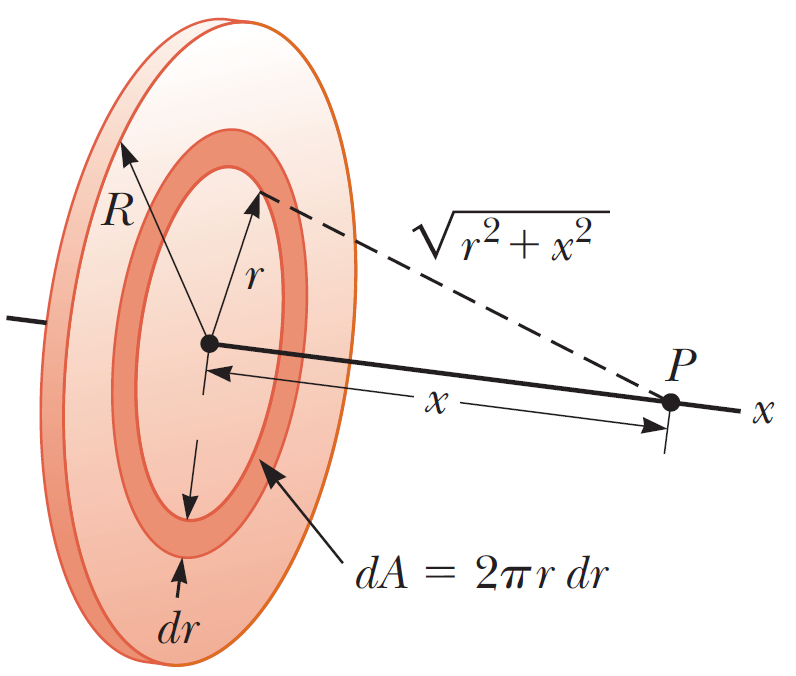 R
r
√r² + x²
P
x
x
dA = 2πr dr
dr